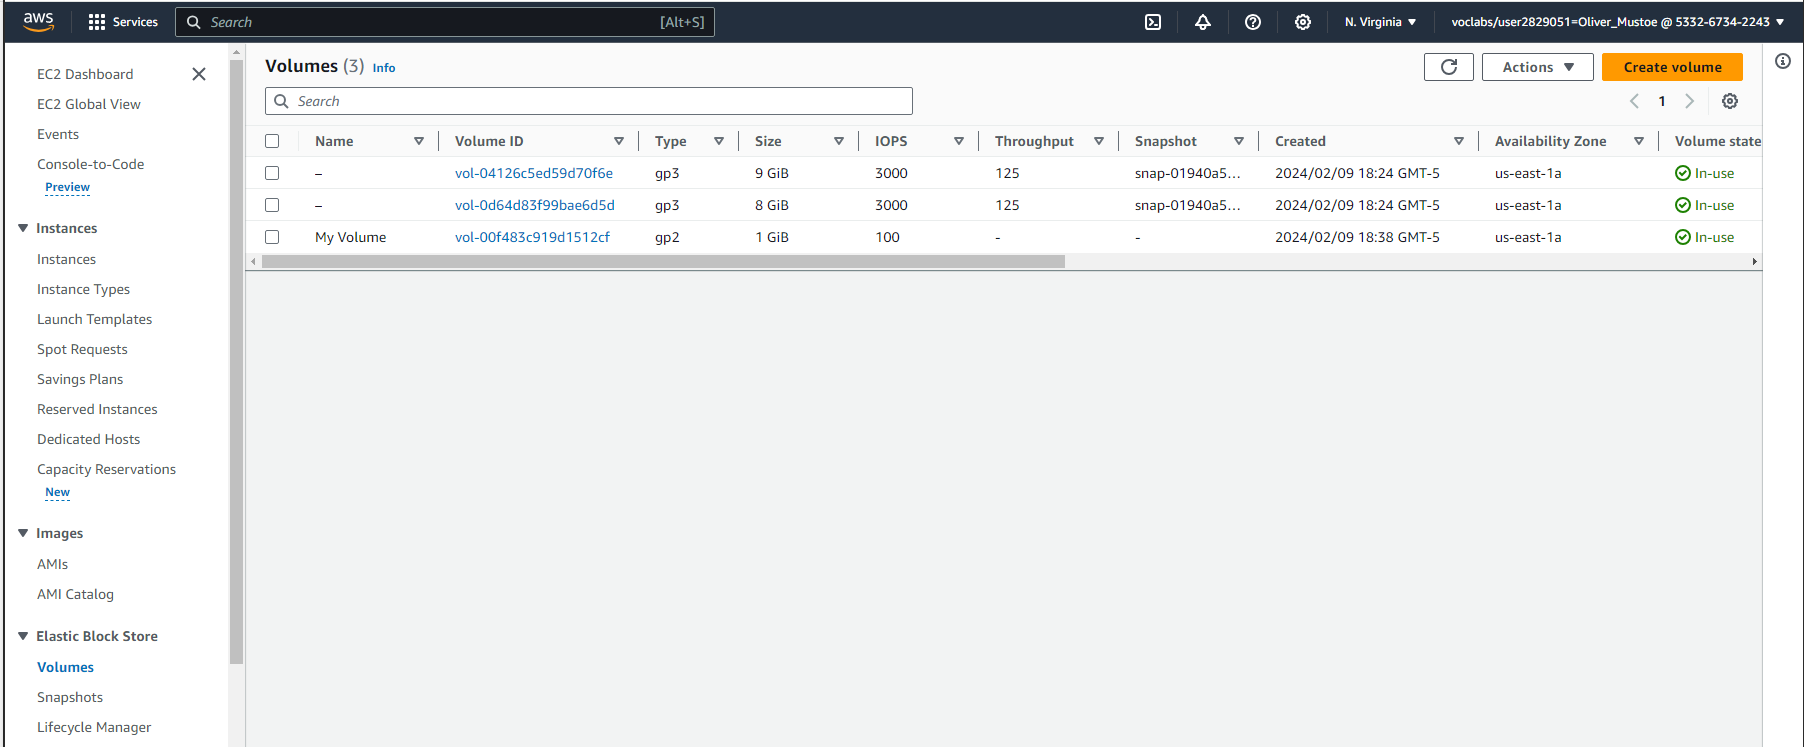 aws Services Search [Alt+S] N. Virginia voclabs/user2829051=Oliver_Mustoe @ 5332-6734-2243
EC2 Dashboard
EC2 Global View
Events
Console-to-Code
Preview
Instances
Instances
Instance Types
Launch Templates
Spot Requests
Savings Plans
Reserved Instances
Dedicated Hosts
Capacity Reservations
New
Images
AMIs
AMI Catalog
Elastic Block Store
Volumes
Snapshots
Lifecycle Manager
Volumes (3) Info
Actions Create volume
Search
1
Name Volume ID Type Size IOPS Throughput Snapshot Created Availability Zone Volume state
– vol-04126c5ed59d70f6e gp3 9 GiB 3000 125 snap-01940a5... 2024/02/09 18:24 GMT-5 us-east-1a In-use
– vol-0d64d83f99bae6d5d gp3 8 GiB 3000 125 snap-01940a5... 2024/02/09 18:24 GMT-5 us-east-1a In-use
My Volume vol-00f483c919d1512cf gp2 1 GiB 100 - - 2024/02/09 18:38 GMT-5 us-east-1a In-use